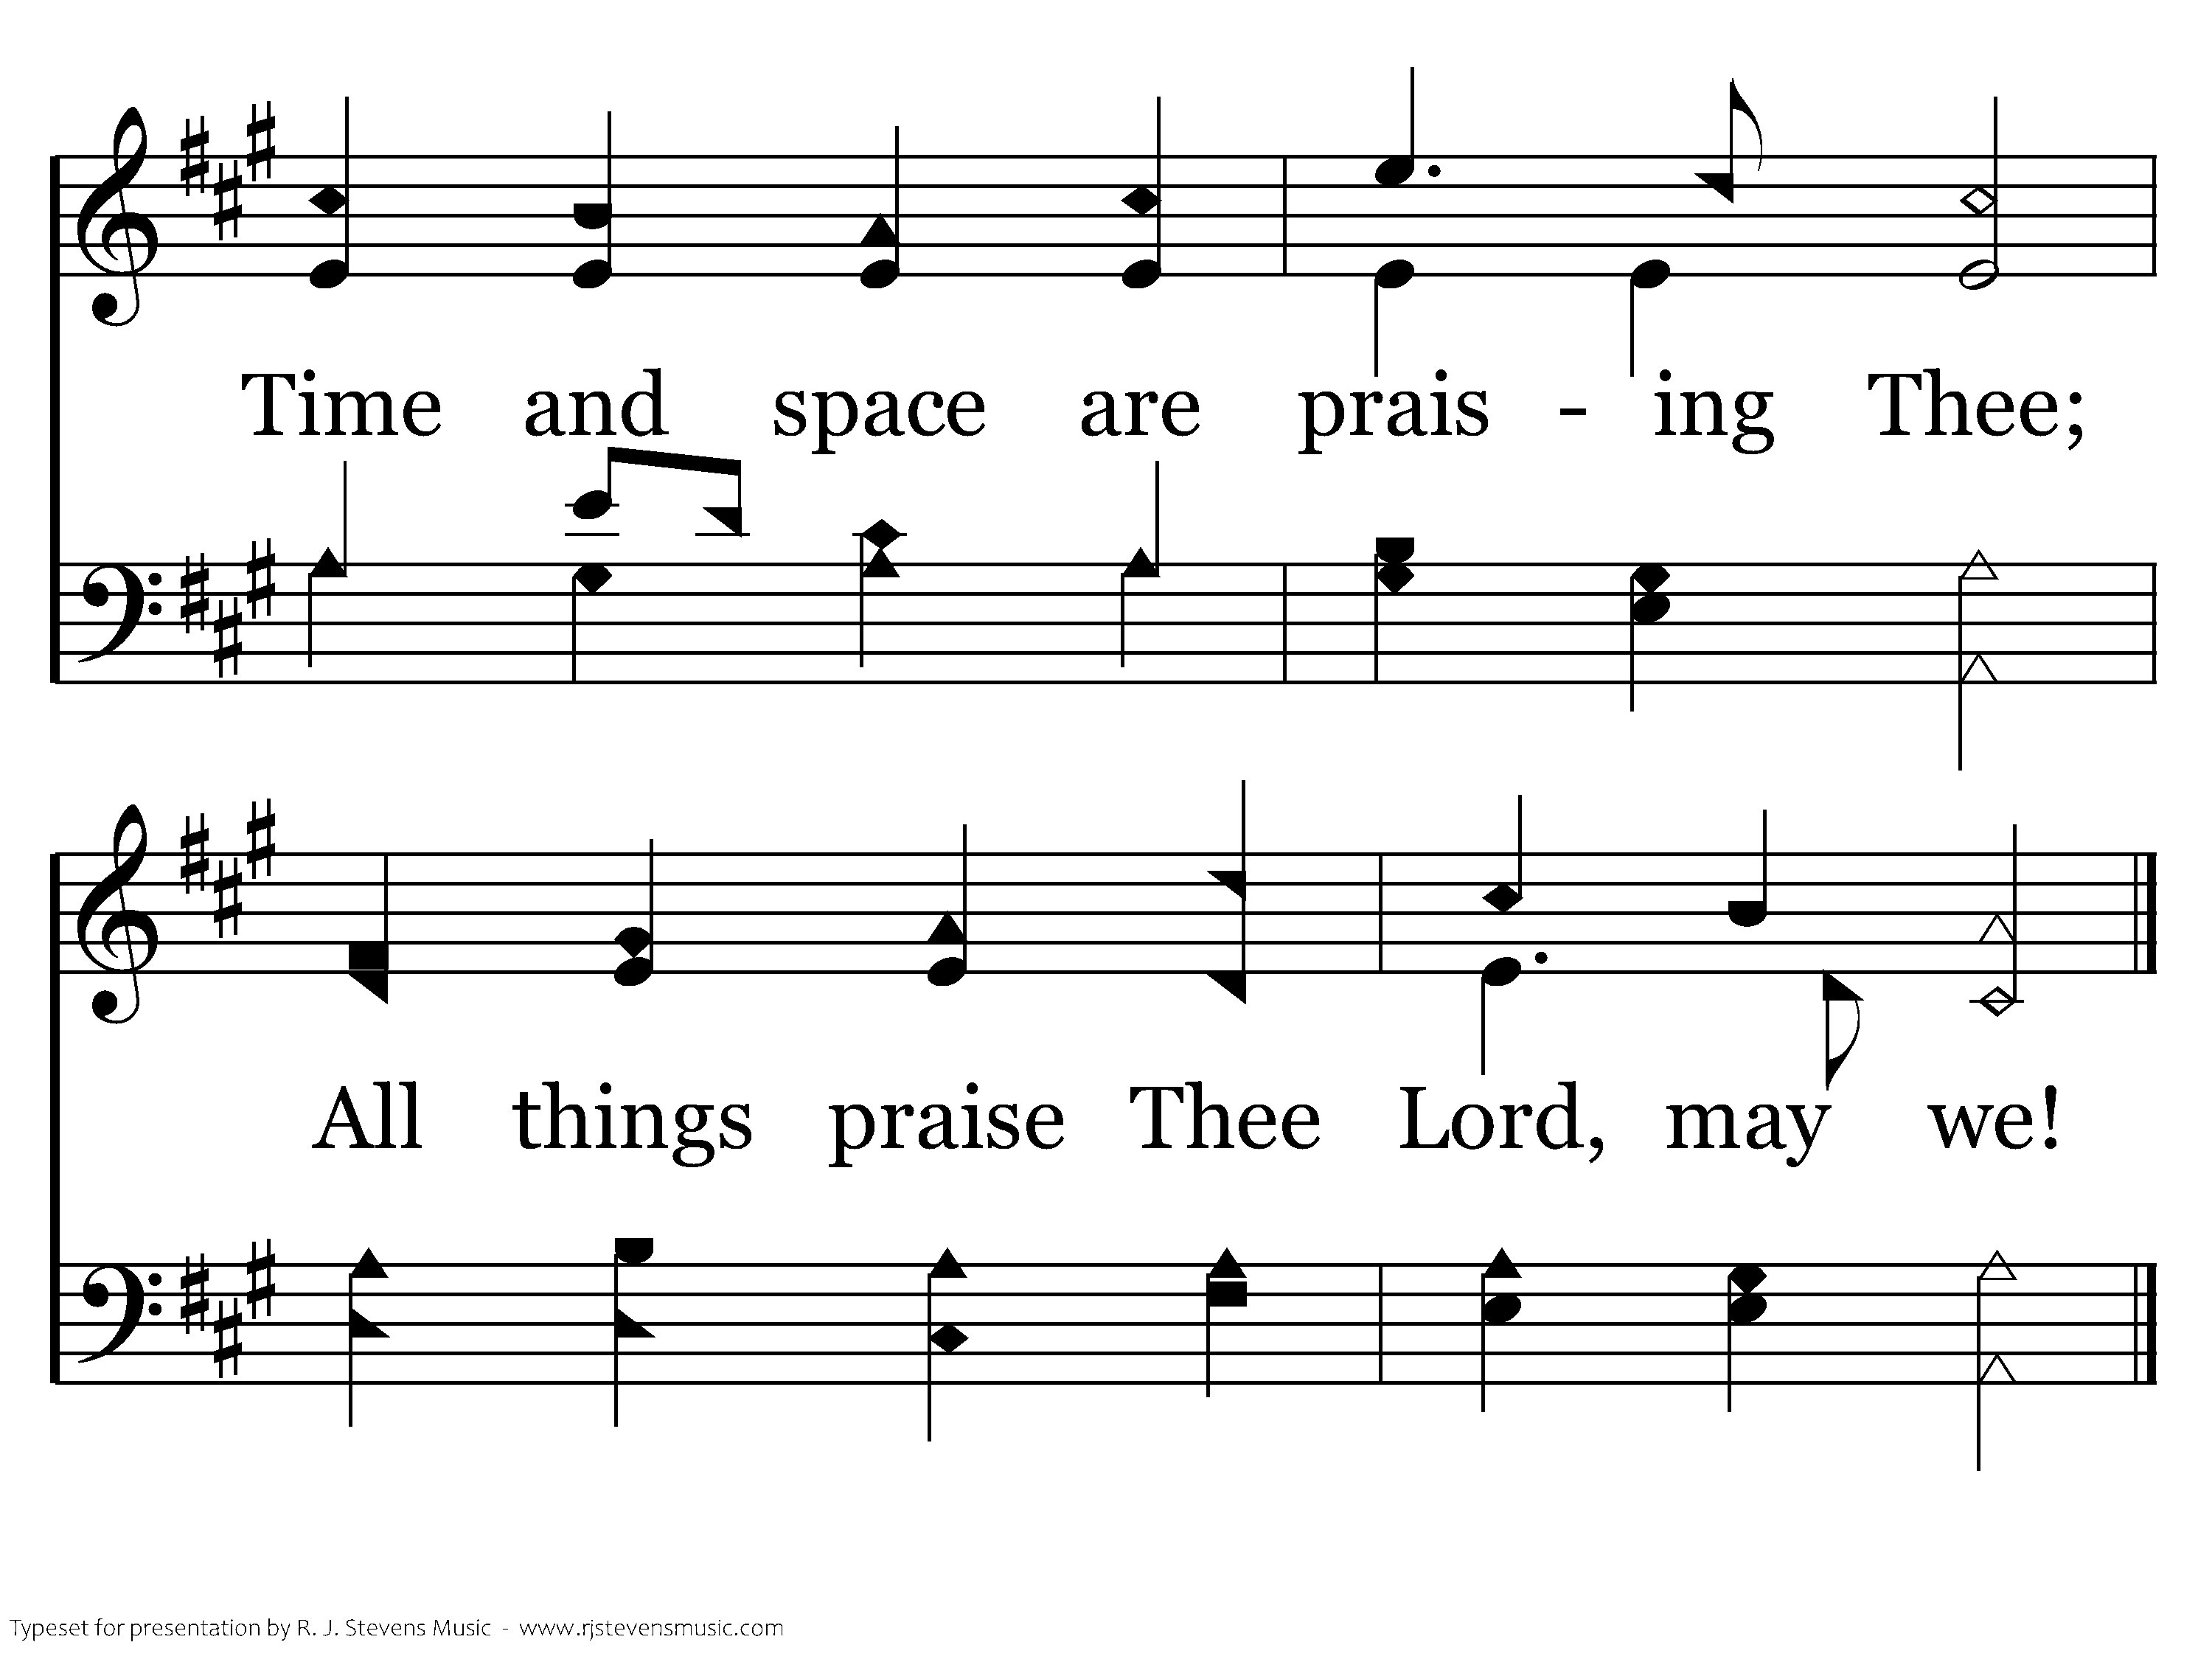 Time and space are prais - ing Thee;
All things praise Thee Lord, may we!
Typeset for presentation by R. J. Stevens Music - www.rjstevensmusic.com